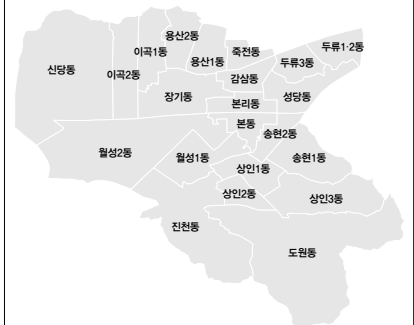 용산2동
이곡1동
두류1·2동
죽전동
용산1동
두류3동
신당동
이곡2동
감삼동
장기동
성당동
본리동
본동
송현2동
월성2동
월성1동
송현1동
상인1동
상인2동
상인3동
진천동
도원동